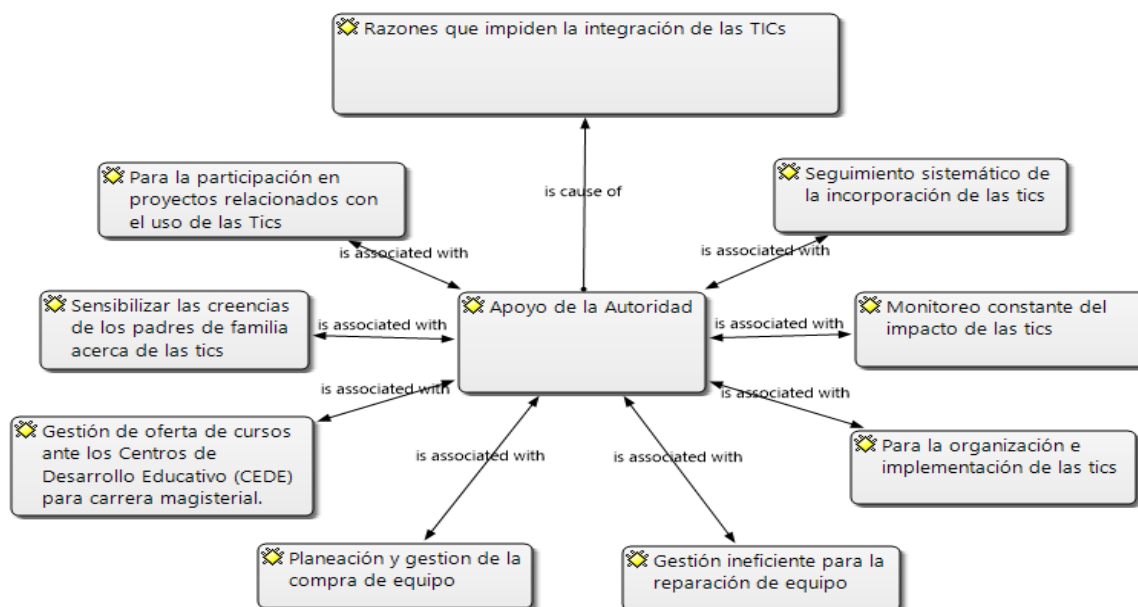 Razones que impiden la integración de las TICs
Para la participación en
proyectos relacionados con
el uso de las Tics
is cause of
Seguimiento sistemático de
la incorporación de las tics
is associated with
is associated with
Sensibilizar las creencias
de los padres de familia
acerca de las tics
is associated with
Apoyo de la Autoridad
is associated with
Monitoreo constante del
impacto de las tics
is associated with
is associated with
Gestión de oferta de cursos
ante los Centros de
Desarrollo Educativo (CEDE)
para carrera magisterial.
is associated with
is associated with
Para la organización e
implementación de las tics
Planeación y gestion de la
compra de equipo
Gestión ineficiente para la
reparación de equipo